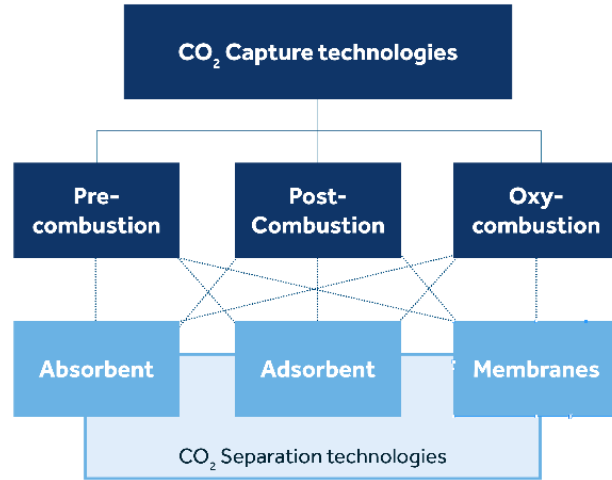 CO₂ Capture technologies
Pre-
combustion
Post-
Combustion
Oxy-
combustion
Absorbent
Adsorbent
Membranes
CO₂ Separation technologies